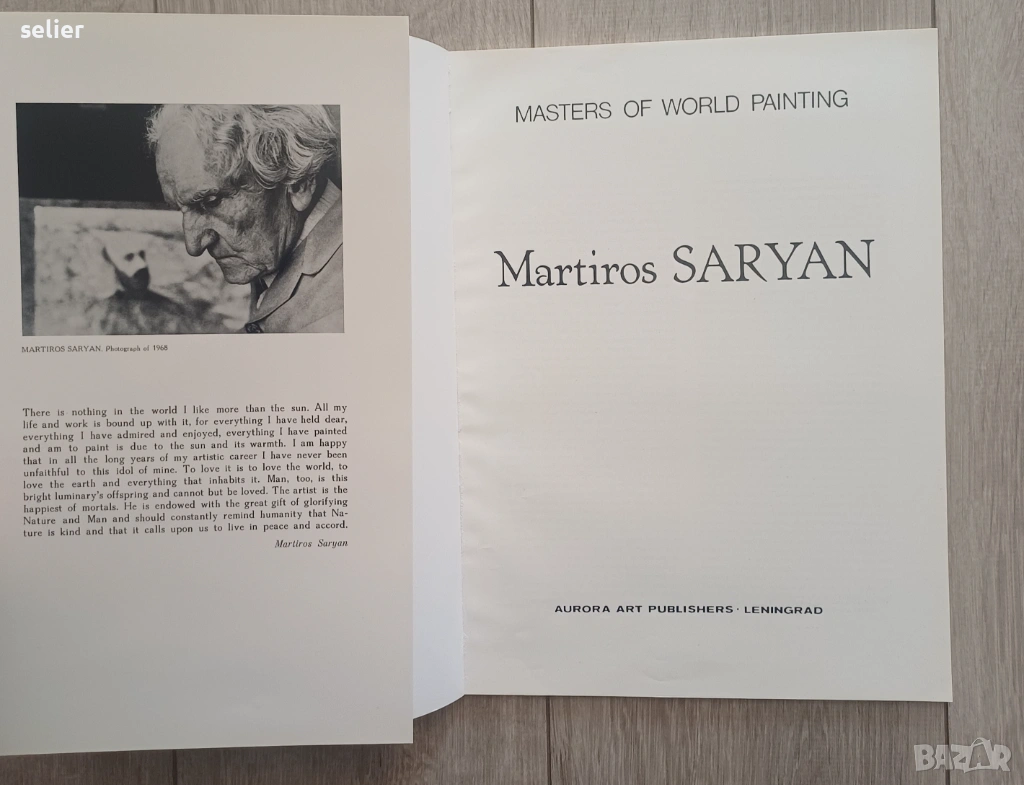 selier
MARTIROS SARYAN. Photograph of 1968
There is nothing in the world I like more than the sun. All my
life and work is bound up with it, for everything I have held dear,
everything I have admired and enjoyed, everything I have painted
and am to paint is due to the sun and its warmth. I am happy
that in all the long years of my artistic career I have never been
unfaithful to this idol of mine. To love it is to love the world, to
love the earth and everything that inhabits it. Man, too, is this
bright luminary's offspring and cannot but be loved. The artist is the
happiest of mortals. He is endowed with the great gift of glorifying
Nature and Man and should constantly remind humanity that Na-
ture is kind and that it calls upon us to live in peace and accord.
Martiros Saryan
MASTERS OF WORLD PAINTING
Martiros SARYAN
AURORA ART PUBLISHERS · LENINGRAD
BAZAR